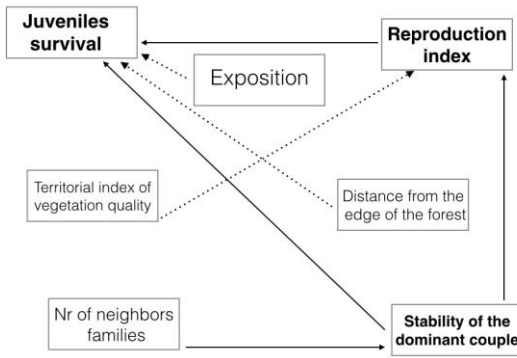 Juveniles
survival
Reproduction
index
Exposition
Territorial index of
vegetation quality
Distance from the
edge of the forest
Nr of neighbors
families
Stability of the
dominant couple